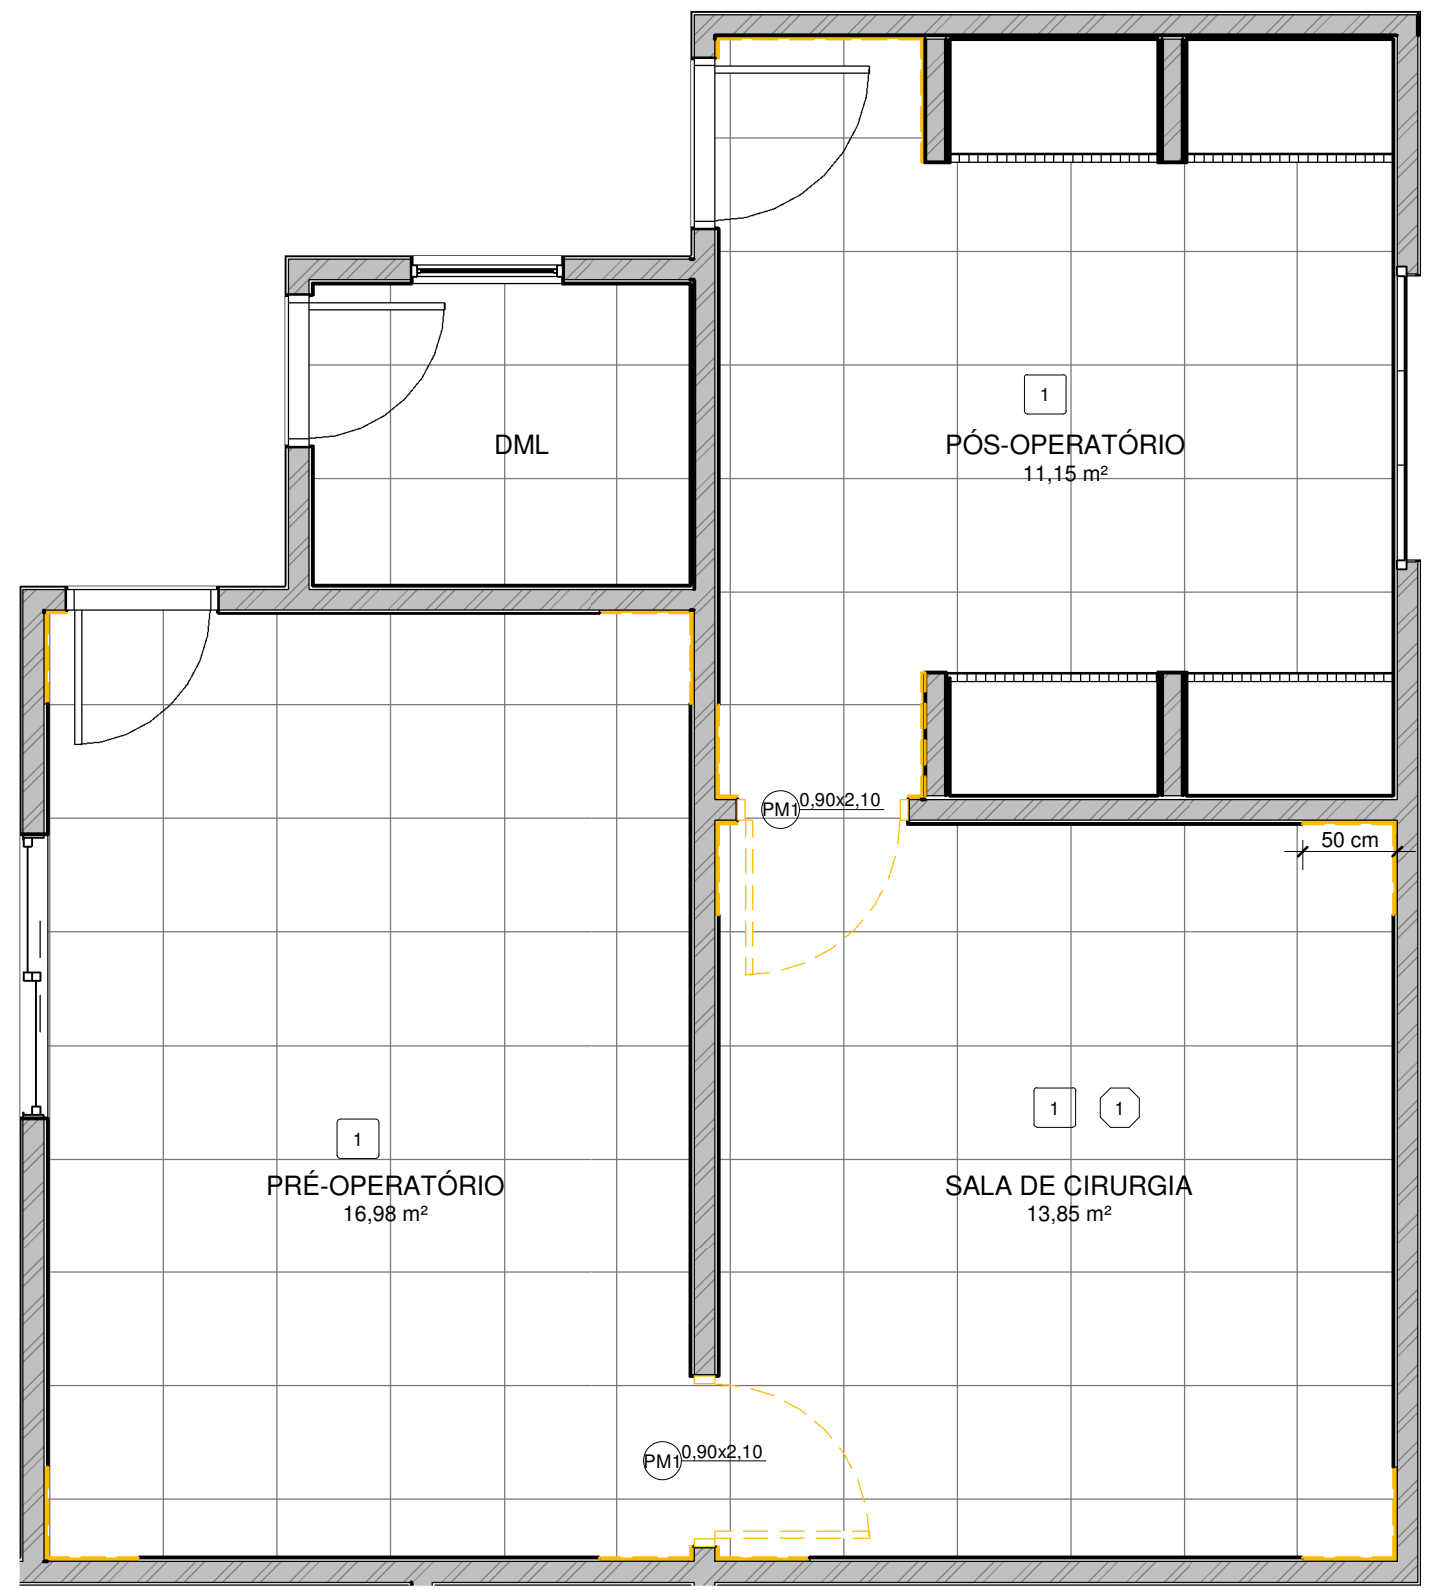 1
PÓS-OPERATÓRIO
11,15 m²
DML
PM1 0,90x2,10
50 cm
1
PRÉ-OPERATÓRIO
16,98 m²
1 1
SALA DE CIRURGIA
13,85 m²
PM1 0,90x2,10